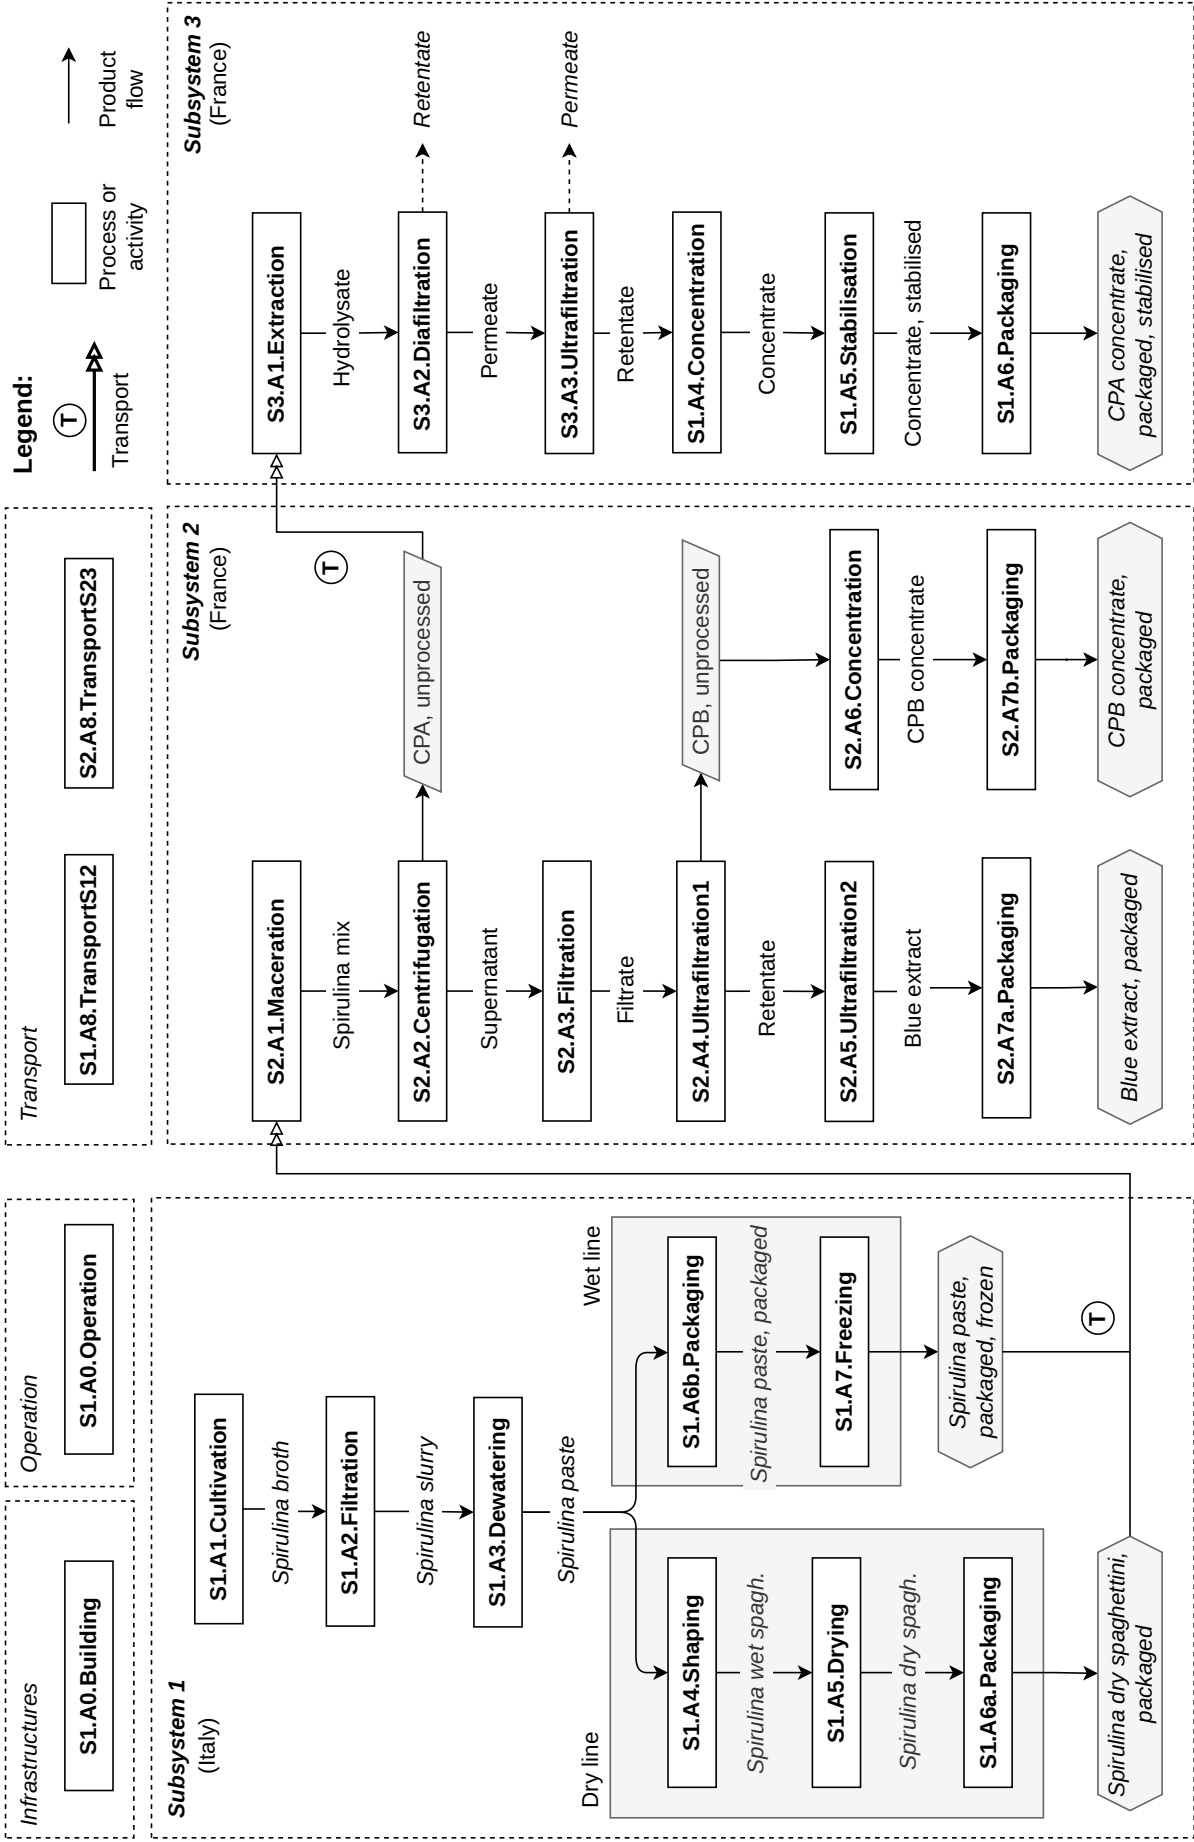 Infrastructures
S1.A0.Building
Operation
S1.A0.Operation
Transport
S1.A8.TransportS12
S2.A8.TransportS23
Legend:
T
Transport
Process or
activity
Product
flow
Subsystem 1
(Italy)
S1.A1.Cultivation
Spirulina broth
S1.A2.Filtration
Spirulina slurry
S1.A3.Dewatering
Spirulina paste
Dry line
S1.A4.Shaping
Spirulina wet spagh.
S1.A5.Drying
Spirulina dry spagh.
S1.A6a.Packaging
Spirulina dry spaghettini,
packaged
Wet line
S1.A6b.Packaging
Spirulina paste, packaged
S1.A7.Freezing
Spirulina paste,
packaged, frozen
T
Subsystem 2
(France)
S2.A1.Maceration
Spirulina mix
S2.A2.Centrifugation
Supernatant
S2.A3.Filtration
Filtrate
S2.A4.Ultrafiltration1
Retentate
S2.A5.Ultrafiltration2
Blue extract
S2.A7a.Packaging
Blue extract, packaged
T
CPA, unprocessed
CPB, unprocessed
S2.A6.Concentration
CPB concentrate
S2.A7b.Packaging
CPB concentrate,
packaged
Subsystem 3
(France)
S3.A1.Extraction
Hydrolysate
S3.A2.Diafiltration
Retentate
Permeate
S3.A3.Ultrafiltration
Permeate
Retentate
S1.A4.Concentration
Concentrate
S1.A5.Stabilisation
Concentrate, stabilised
S1.A6.Packaging
CPA concentrate,
packaged, stabilised